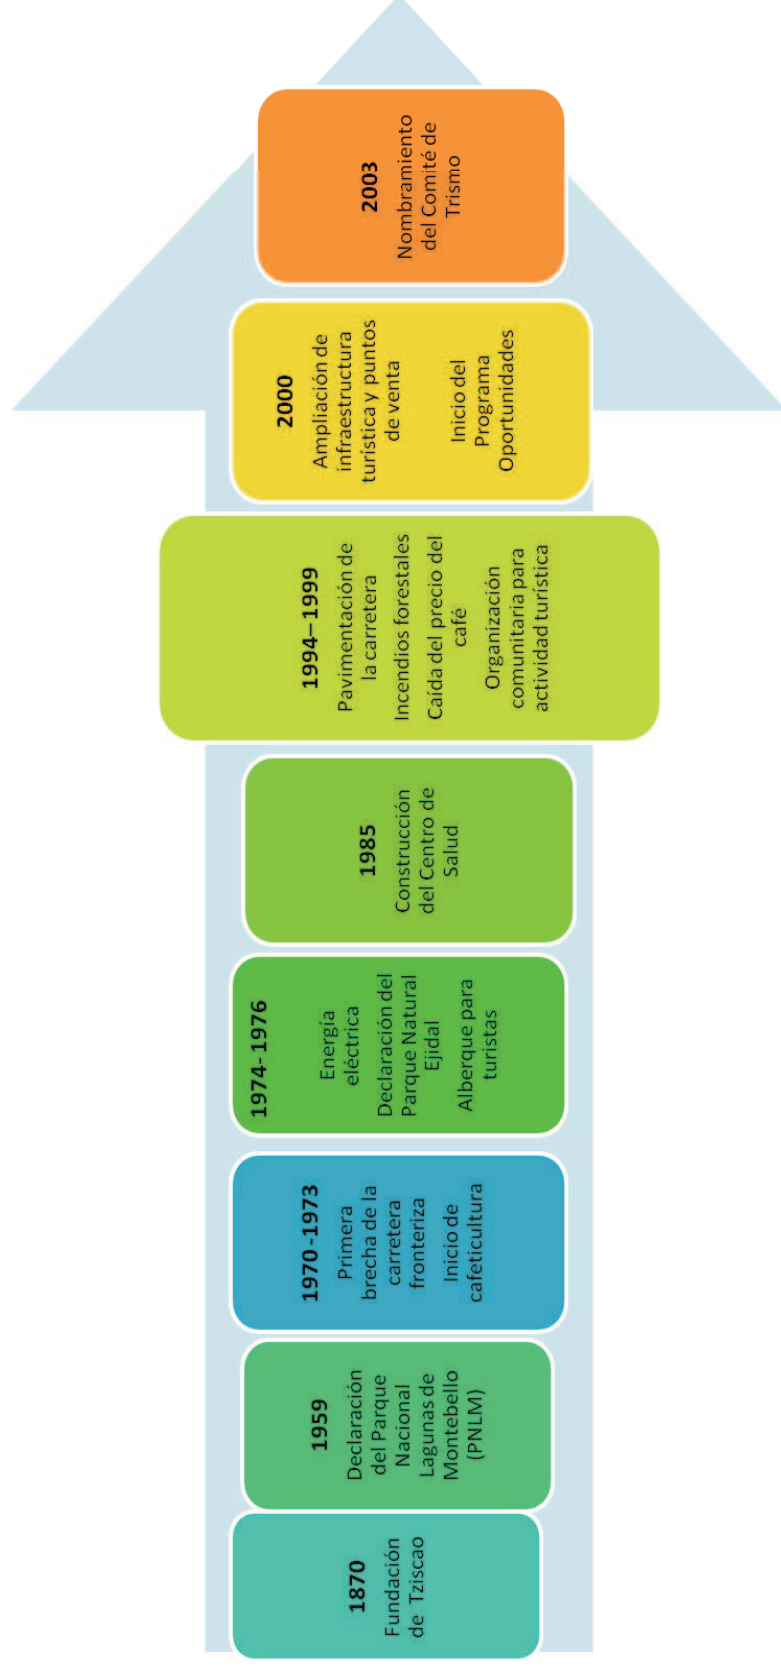 1870
Fundación
de Tziscao
1959
Declaración
del Parque
Nacional
Lagunas de
Montebello
(PNLM)
1970-1973
Primera
brecha de la
carretera
fronteriza
Inicio de
cafeticultura
1974-1976
Energía
eléctrica
Declaración del
Parque Natural
Ejidal
Alberque para
turistas
1985
Construcción
del Centro de
Salud
1994–1999
Pavimentación de
la carretera
Incendios forestales
Caída del precio del
café
Organización
comunitaria para
actividad turística
2000
Ampliación de
infraestructura
turística y puntos
de venta
Inicio del
Programa
Oportunidades
2003
Nombramiento
del Comité de
Trismo